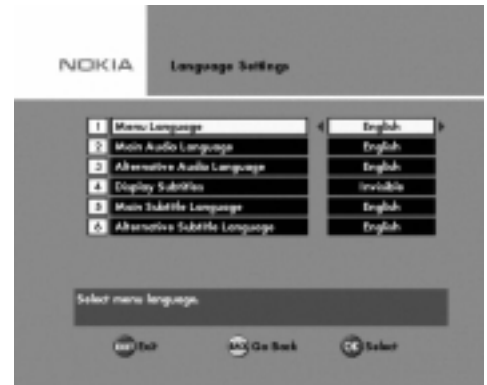 NOKIA
Language Settings
1 Menu Language English
2 Main Audio Language English
3 Alternative Audio Language English
4 Display Subtitles Invisible
5 Main Subtitle Language English
6 Alternative Subtitle Language English
Select menu language.
Exit BACK Go Back OK Select